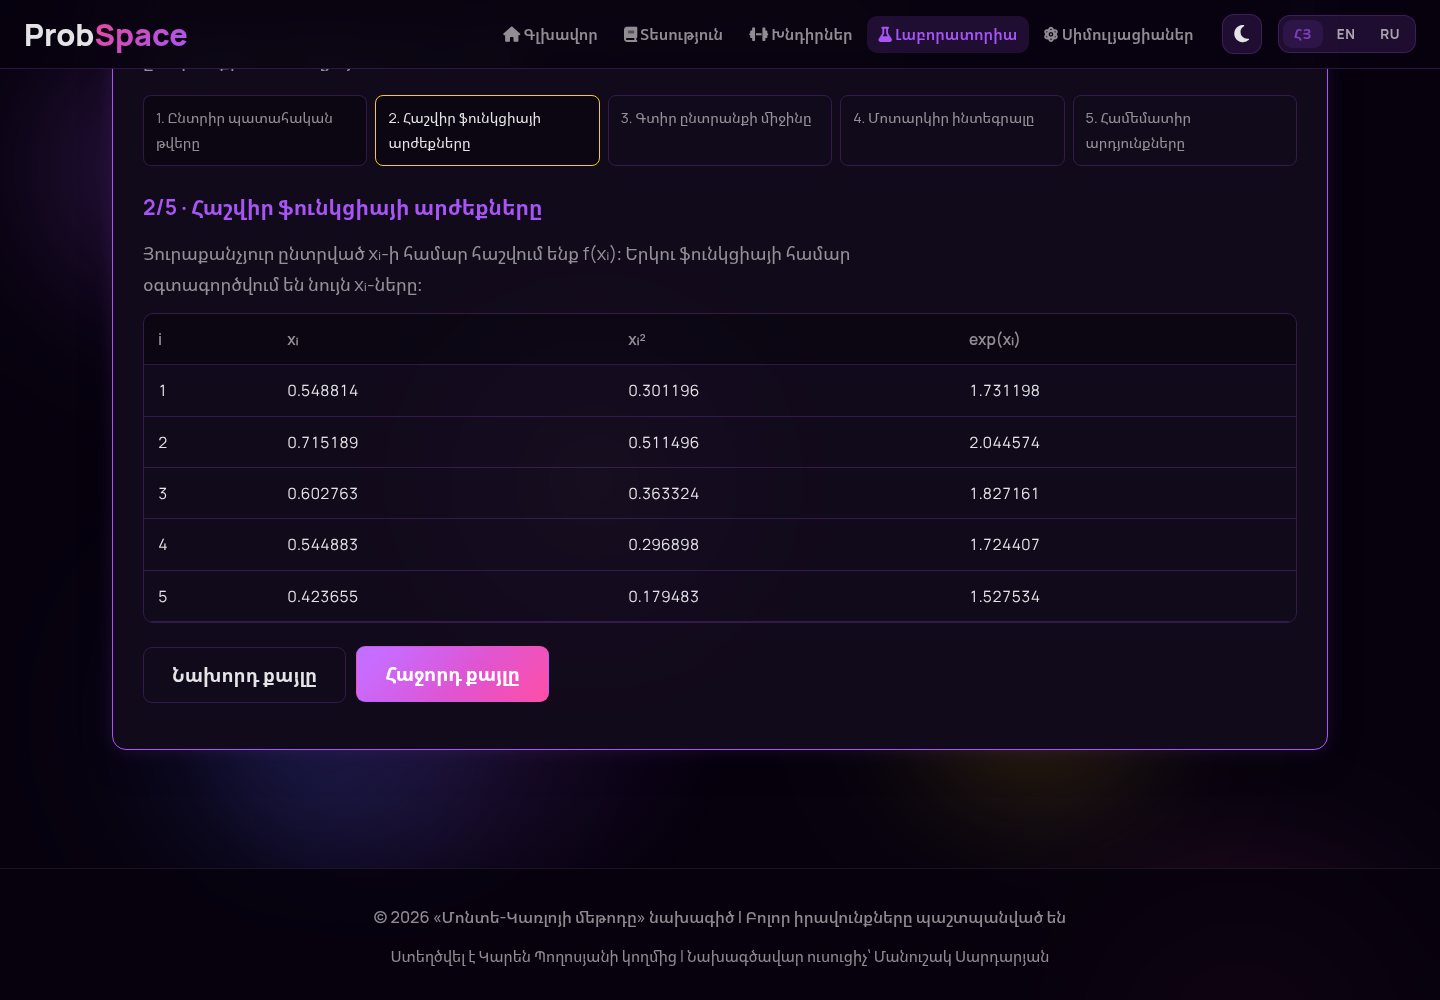 ProbSpace
Գլխավոր
Տեսություն
Խնդիրներ
Լաբորատորիա
Սիմուլյացիաներ
ՀՅ
EN
RU
1. Ընտրիր պատահական
թվերը
2. Հաշվիր ֆունկցիայի
արժեքները
3. Գտիր ընտրանքի միջինը
4. Մոտարկիր ինտեգրալը
5. Համեմատիր
արդյունքները
2/5 · Հաշվիր ֆունկցիայի արժեքները
Յուրաքանչյուր ընտրված xᵢ-ի համար հաշվում ենք f(xᵢ)։ Երկու ֆունկցիայի համար
օգտագործվում են նույն xᵢ-ները։
i xᵢ xᵢ² exp(xᵢ)
1 0.548814 0.301196 1.731198
2 0.715189 0.511496 2.044574
3 0.602763 0.363324 1.827161
4 0.544883 0.296898 1.724407
5 0.423655 0.179483 1.527534
Նախորդ քայլը
Հաջորդ քայլը
© 2026 «Մոնտե-Կառլոյի մեթոդը» նախագիծ | Բոլոր իրավունքները պաշտպանված են
Ստեղծվել է Կարեն Պողոսյանի կողմից | Նախագծավար ուսուցիչ՝ Մանուշակ Սարդարյան